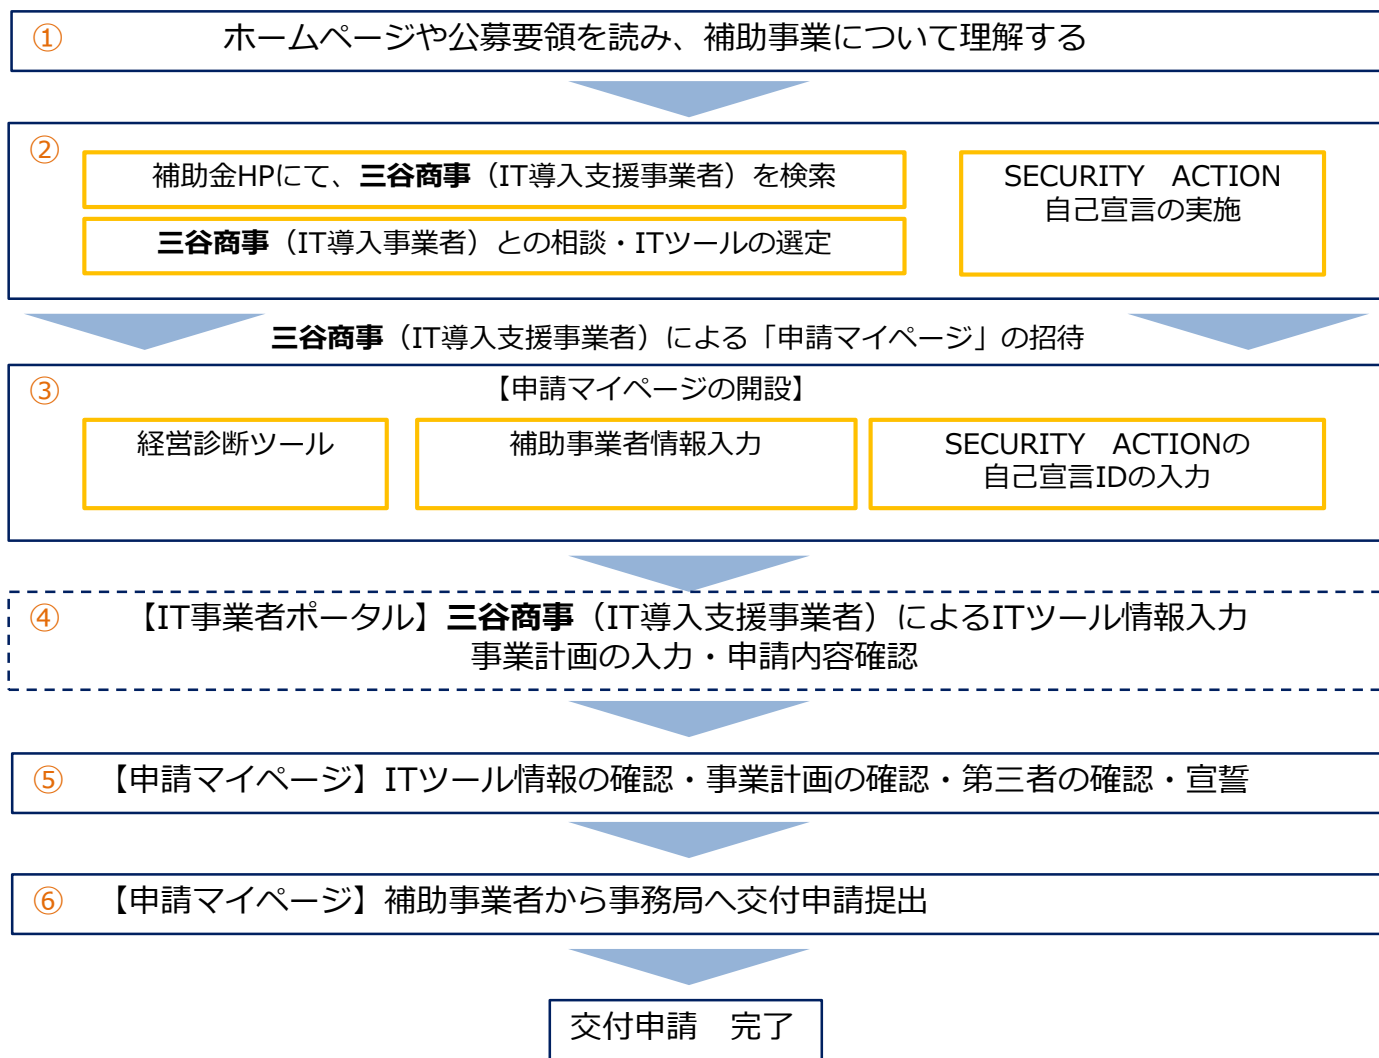 ① ホームページや公募要領を読み、補助事業について理解する
②
補助金HPにて、三谷商事（IT導入支援事業者）を検索
三谷商事（IT導入事業者）との相談・ITツールの選定
SECURITY　ACTION
自己宣言の実施
三谷商事（IT導入支援事業者）による「申請マイページ」の招待
③ 【申請マイページの開設】
経営診断ツール
補助事業者情報入力
SECURITY　ACTIONの
自己宣言IDの入力
④ 【IT事業者ポータル】三谷商事（IT導入支援事業者）によるITツール情報入力
事業計画の入力・申請内容確認
⑤ 【申請マイページ】ITツール情報の確認・事業計画の確認・第三者の確認・宣誓
⑥ 【申請マイページ】補助事業者から事務局へ交付申請提出
交付申請　完了